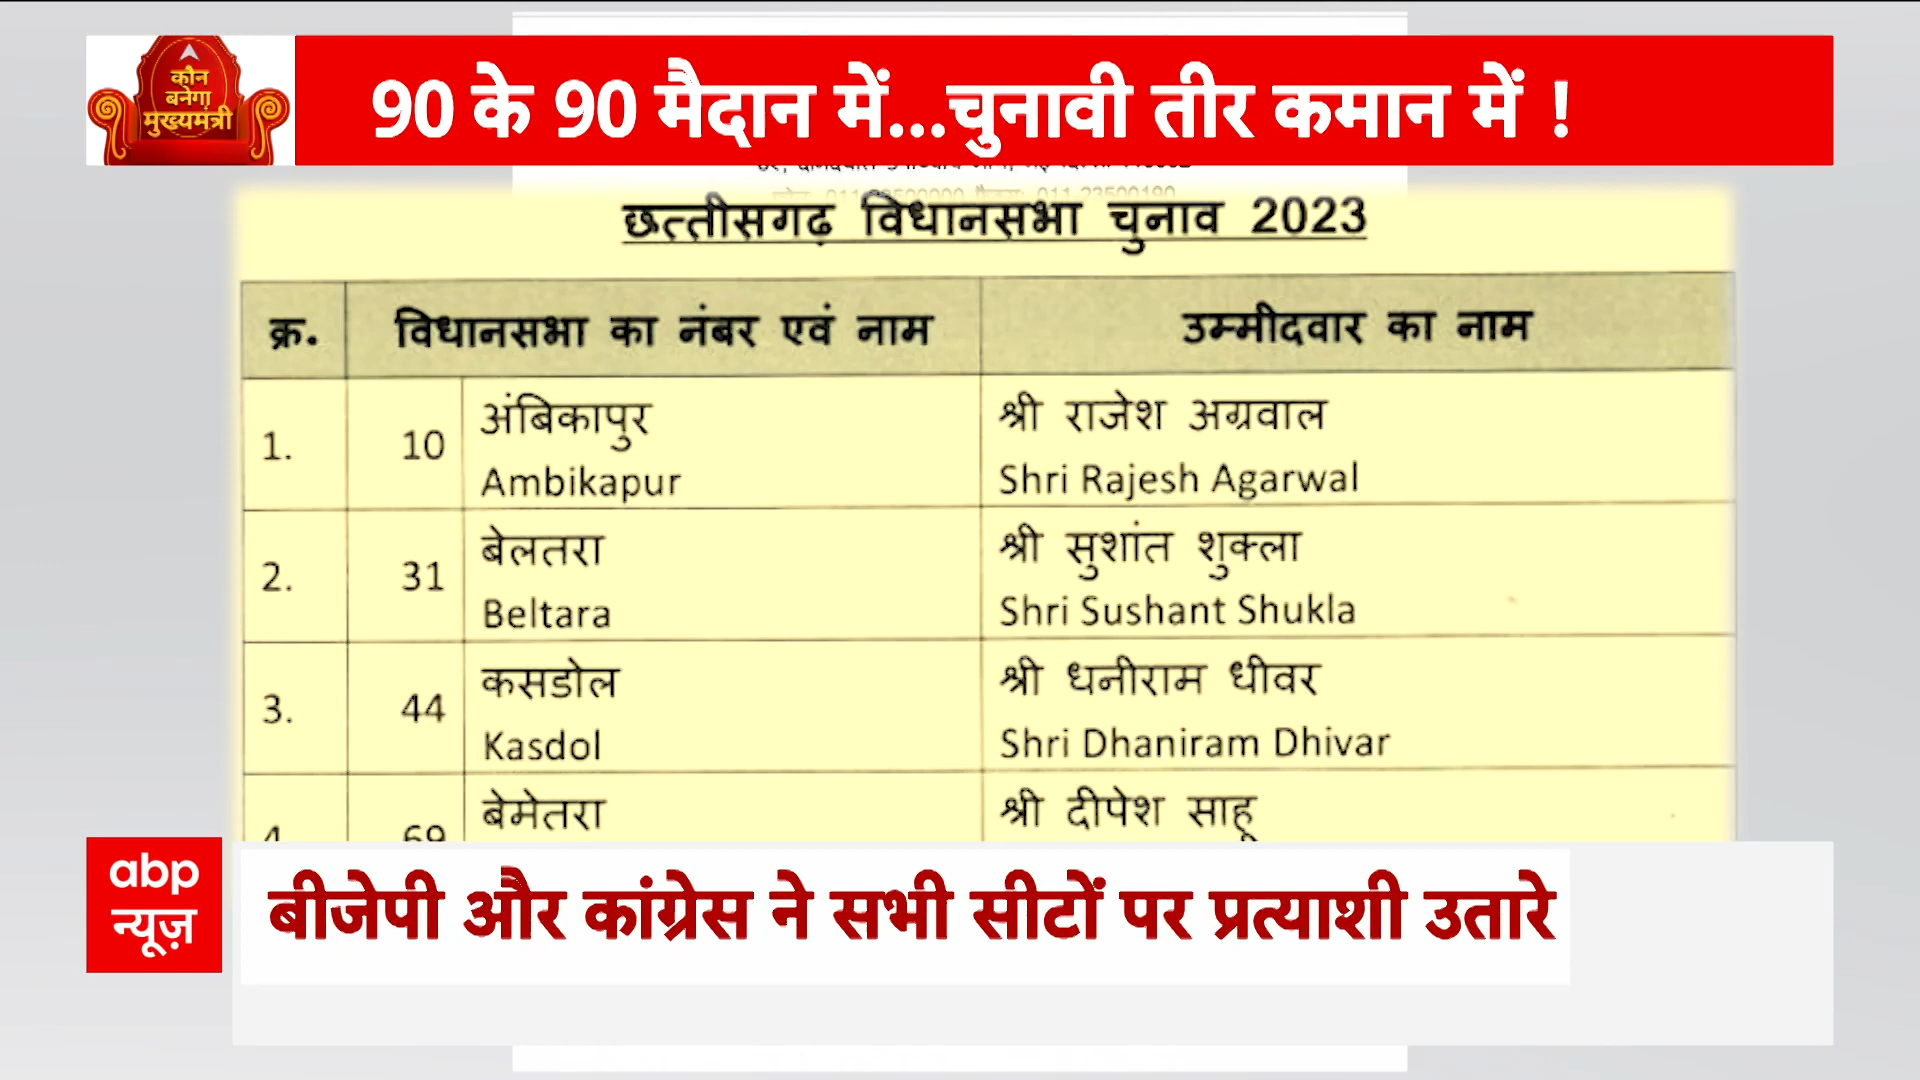 कौन
बनेगा
मुख्यमंत्री
90 के 90 मैदान में...चुनावी तीर कमान में !
छत्तीसगढ़ विधानसभा चुनाव 2023
क्र. विधानसभा का नंबर एवं नाम उम्मीदवार का नाम
1. 10 अंबिकापुर श्री राजेश अग्रवाल
Ambikapur Shri Rajesh Agarwal
2. 31 बेलतरा श्री सुशांत शुक्ला
Beltara Shri Sushant Shukla
3. 44 कसडोल श्री धनीराम धीवर
Kasdol Shri Dhaniram Dhivar
4. 69 बेमेतरा श्री दीपेश साहू
abp
न्यूज़
बीजेपी और कांग्रेस ने सभी सीटों पर प्रत्याशी उतारे